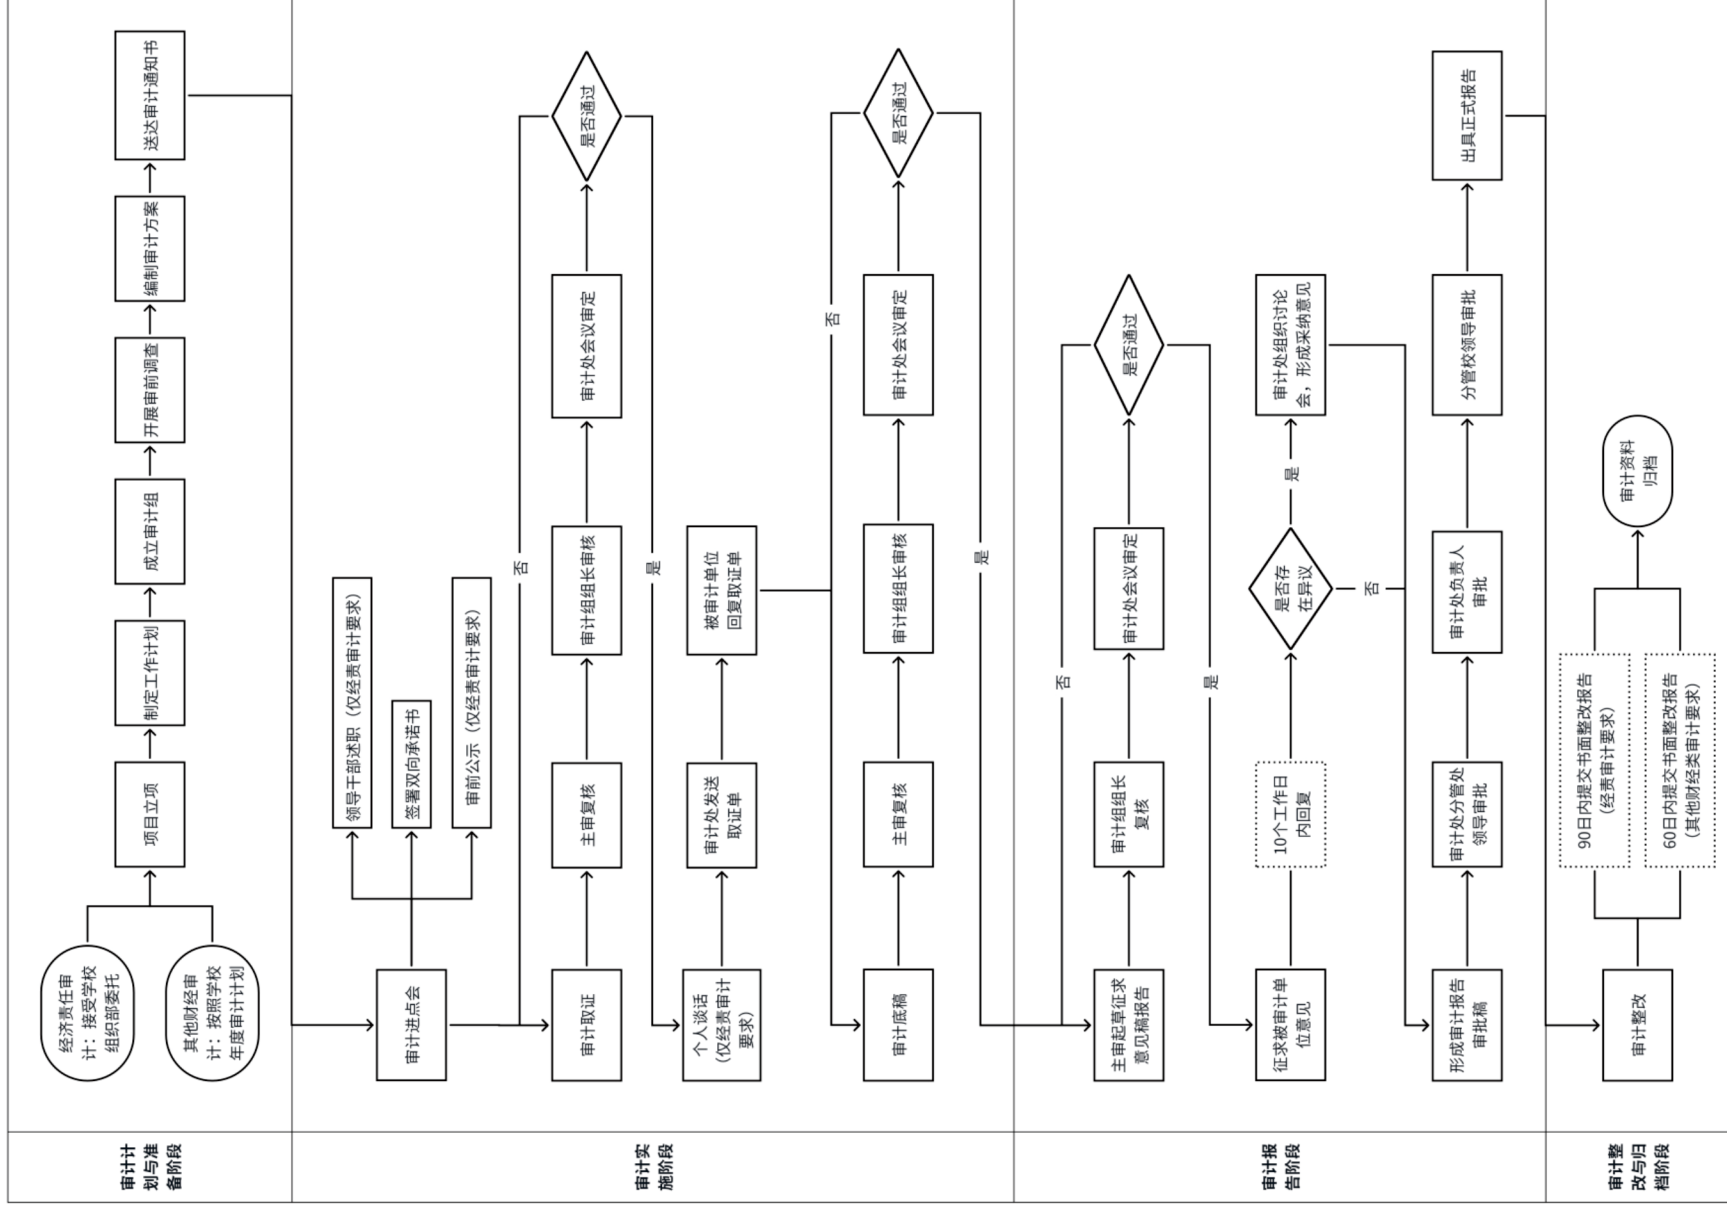 审计计
划与准
备阶段
经济责任审
计：接受学校
组织部委托
其他财经审
计：按照学校
年度审计计划
项目立项
制定工作计划
成立审计组
开展审前调查
编制审计方案
送达审计通知书
审计实
施阶段
审计进点会
领导干部述职（仅经责审计要求）
签署双向承诺书
审前公示（仅经责审计要求）
审计取证
主审复核
审计组组长审核
审计处会议审定
是否通过
否
是
个人谈话
（仅经责审计
要求）
审计处发送
取证单
被审计单位
回复取证单
审计底稿
主审复核
审计组组长审核
审计处会议审定
是否通过
否
是
审计报
告阶段
主审起草征求
意见稿报告
审计组组长
复核
审计处会议审定
是否通过
否
是
征求被审计单
位意见
10个工作日
内回复
是否存
在异议
是
否
审计处组织讨论
会，形成采纳意见
形成审计报告
审批稿
审计处分管处
领导审批
审计处负责人
审批
分管校领导审批
出具正式报告
审计整
改与归
档阶段
审计整改
90日内提交书面整改报告
（经责审计要求）
60日内提交书面整改报告
（其他财经类审计要求）
审计资料
归档